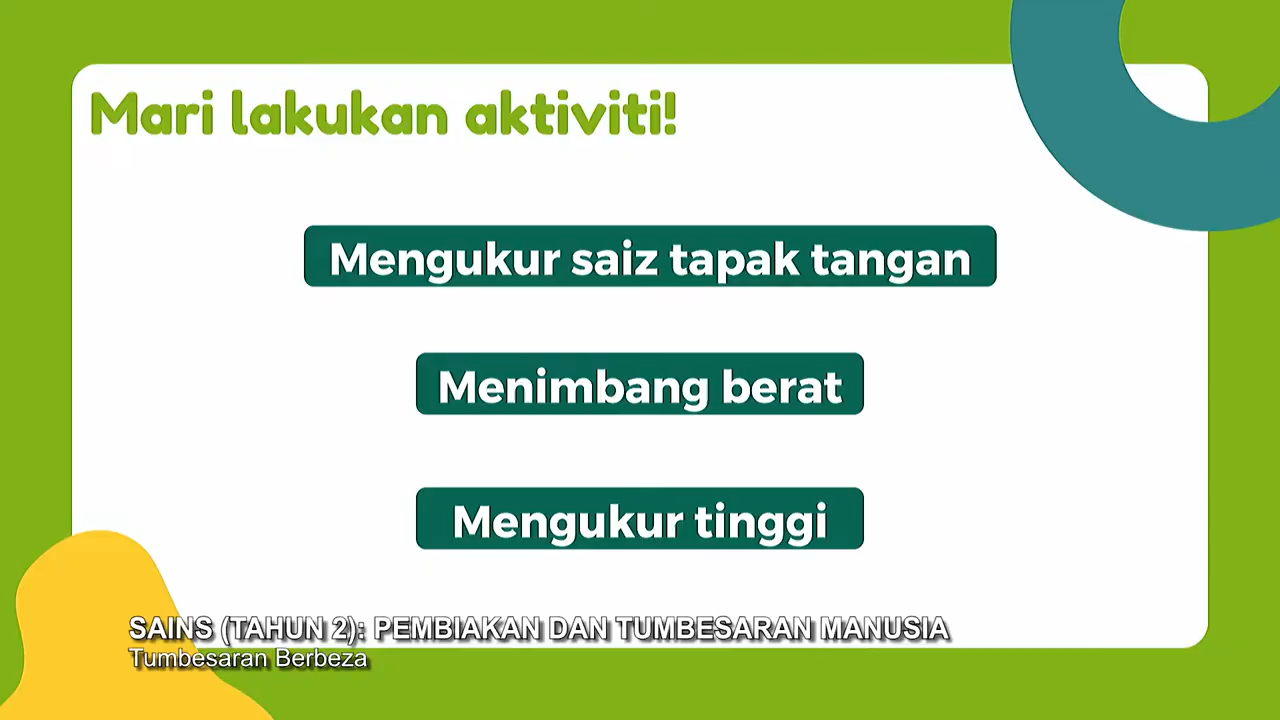 Mari lakukan aktiviti!
Mengukur saiz tapak tangan
Menimbang berat
Mengukur tinggi
SAINS (TAHUN 2): PEMBIAKAN DAN TUMBESARAN MANUSIA
Tumbesaran Berbeza